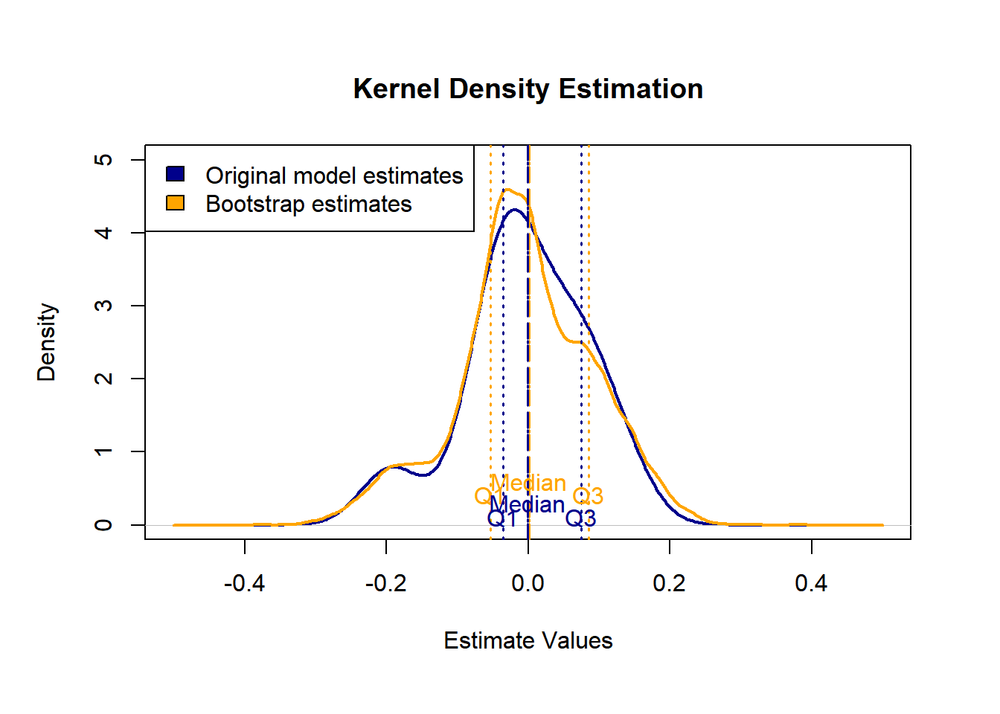 Kernel Density Estimation
Original model estimates
Bootstrap estimates
5
4
3
2
1
0
Density
Median
Q1
Q3
Median
Q1
Q3
-0.4
-0.2
0.0
0.2
0.4
Estimate Values